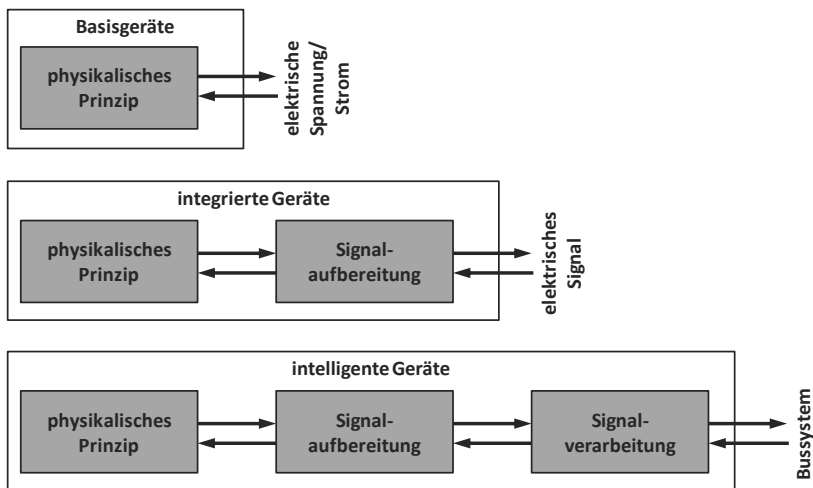 Basisgeräte
physikalisches
Prinzip
elektrische
Spannung/
Strom
integrierte Geräte
physikalisches
Prinzip
Signal-
aufbereitung
elektrisches
Signal
intelligente Geräte
physikalisches
Prinzip
Signal-
aufbereitung
Signal-
verarbeitung
Bussystem